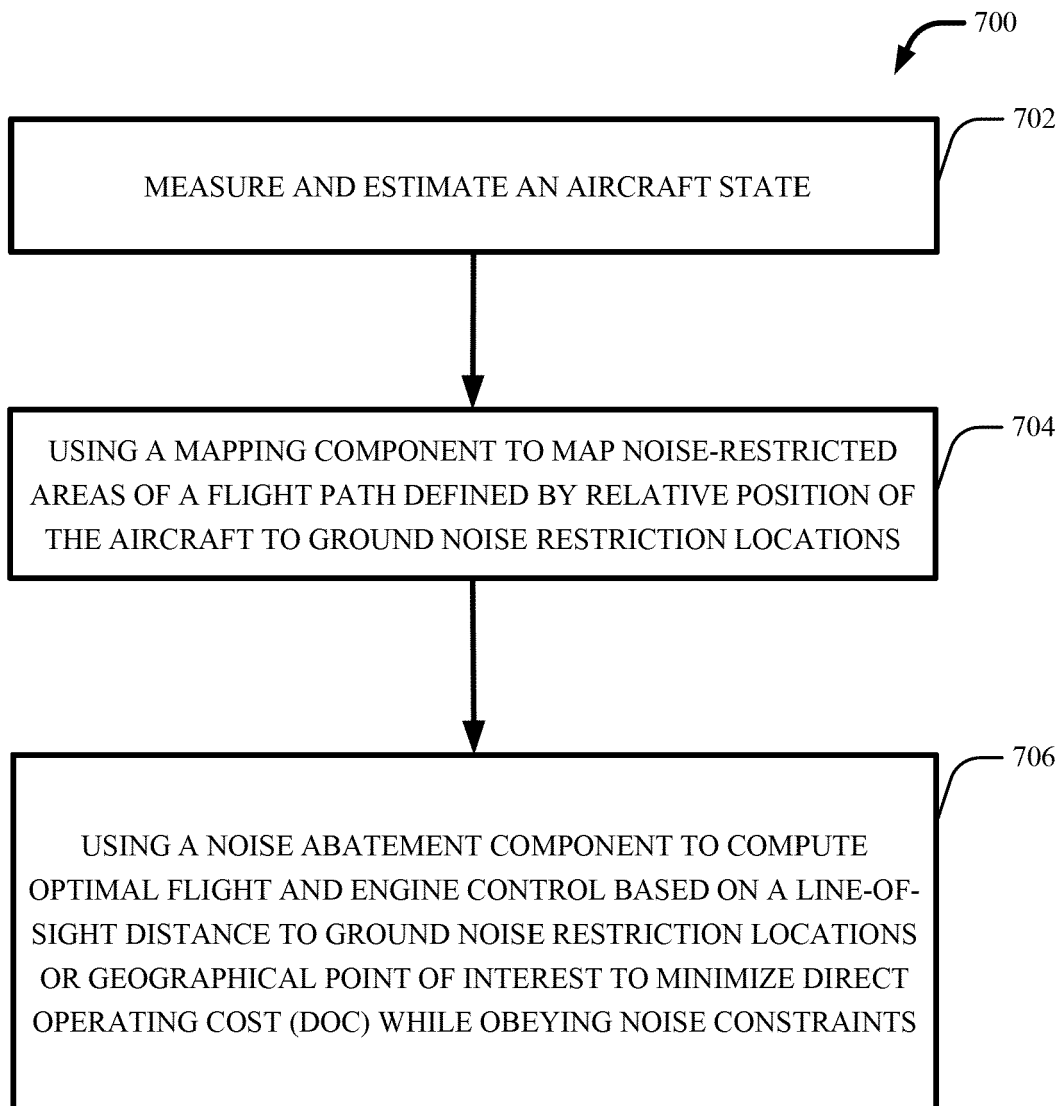 700
702
MEASURE AND ESTIMATE AN AIRCRAFT STATE
704
USING A MAPPING COMPONENT TO MAP NOISE-RESTRICTED
AREAS OF A FLIGHT PATH DEFINED BY RELATIVE POSITION OF
THE AIRCRAFT TO GROUND NOISE RESTRICTION LOCATIONS
706
USING A NOISE ABATEMENT COMPONENT TO COMPUTE
OPTIMAL FLIGHT AND ENGINE CONTROL BASED ON A LINE-OF-
SIGHT DISTANCE TO GROUND NOISE RESTRICTION LOCATIONS
OR GEOGRAPHICAL POINT OF INTEREST TO MINIMIZE DIRECT
OPERATING COST (DOC) WHILE OBEYING NOISE CONSTRAINTS